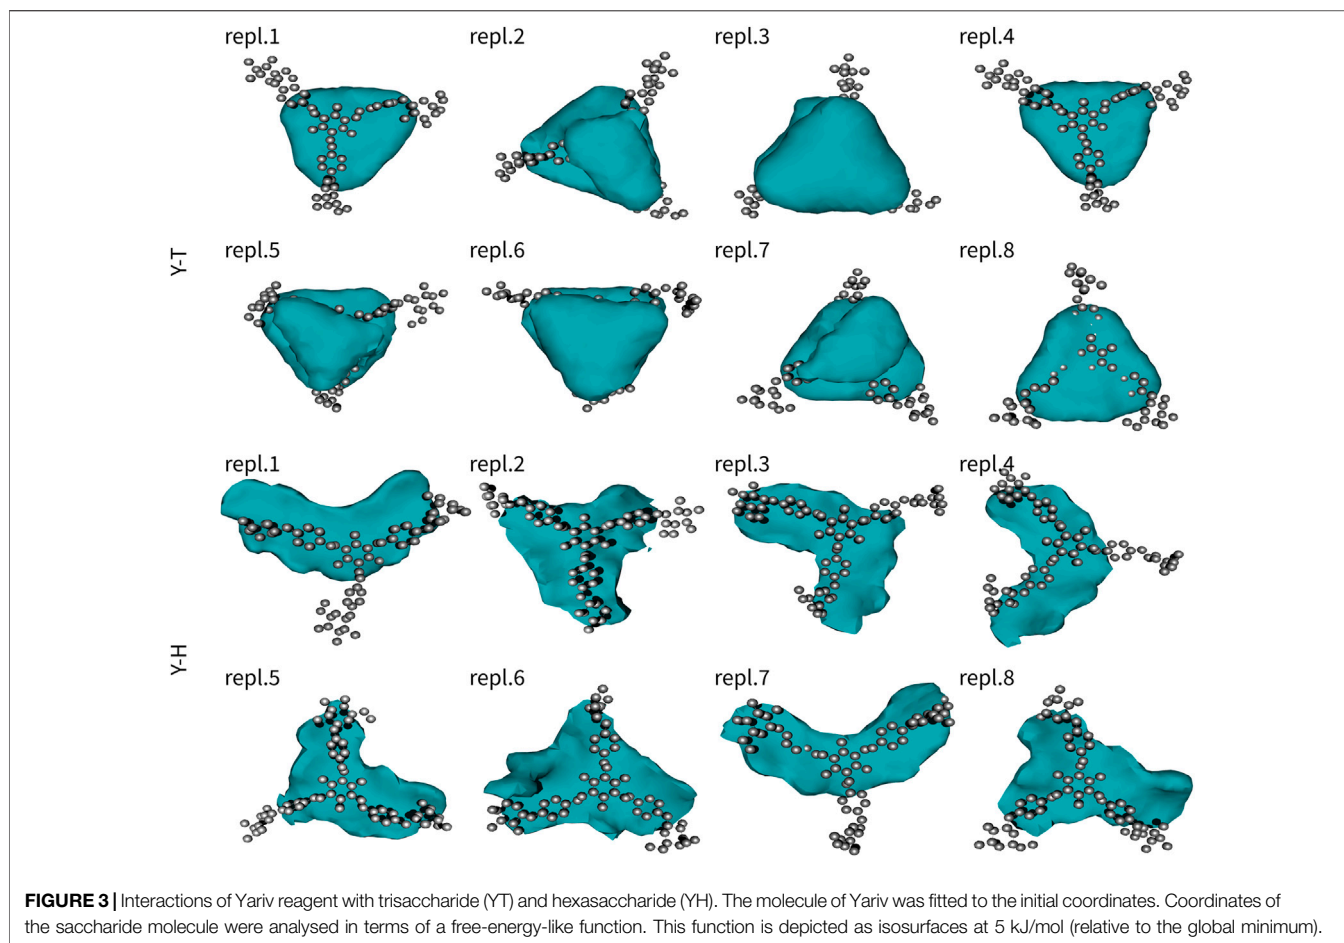 repl.1 repl.2 repl.3 repl.4
Y-T
repl.5 repl.6 repl.7 repl.8
repl.1 repl.2 repl.3 repl.4
Y-H
repl.5 repl.6 repl.7 repl.8
FIGURE 3 | Interactions of Yariv reagent with trisaccharide (YT) and hexasaccharide (YH). The molecule of Yariv was fitted to the initial coordinates. Coordinates of
the saccharide molecule were analysed in terms of a free-energy-like function. This function is depicted as isosurfaces at 5 kJ/mol (relative to the global minimum).